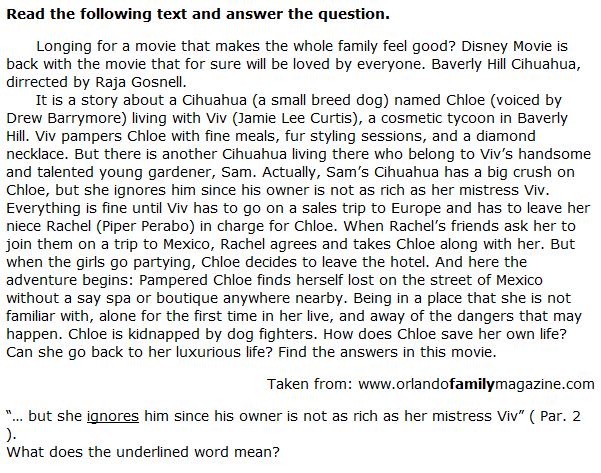 Read the following text and answer the question.
Longing for a movie that makes the whole family feel good? Disney Movie is
back with the movie that for sure will be loved by everyone. Baverly Hill Cihuahua,
dirrected by Raja Gosnell.
It is a story about a Cihuahua (a small breed dog) named Chloe (voiced by
Drew Barrymore) living with Viv (Jamie Lee Curtis), a cosmetic tycoon in Baverly
Hill. Viv pampers Chloe with fine meals, fur styling sessions, and a diamond
necklace. But there is another Cihuahua living there who belong to Viv's handsome
and talented young gardener, Sam. Actually, Sam's Cihuahua has a big crush on
Chloe, but she ignores him since his owner is not as rich as her mistress Viv.
Everything is fine until Viv has to go on a sales trip to Europe and has to leave her
niece Rachel (Piper Perabo) in charge for Chloe. When Rachel's friends ask her to
join them on a trip to Mexico, Rachel agrees and takes Chloe along with her. But
when the girls go partying, Chloe decides to leave the hotel. And here the
adventure begins: Pampered Chloe finds herself lost on the street of Mexico
without a say spa or boutique anywhere nearby. Being in a place that she is not
familiar with, alone for the first time in her live, and away of the dangers that may
happen. Chloe is kidnapped by dog fighters. How does Chloe save her own life?
Can she go back to her luxurious life? Find the answers in this movie.
Taken from: www.orlandofamilymagazine.com
"… but she ignores him since his owner is not as rich as her mistress Viv" ( Par. 2
).
What does the underlined word mean?